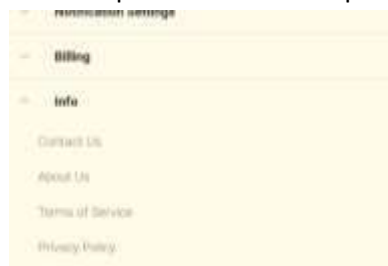 Notification Settings
Billing
Info
Contact Us
About Us
Terms of Service
Privacy Policy